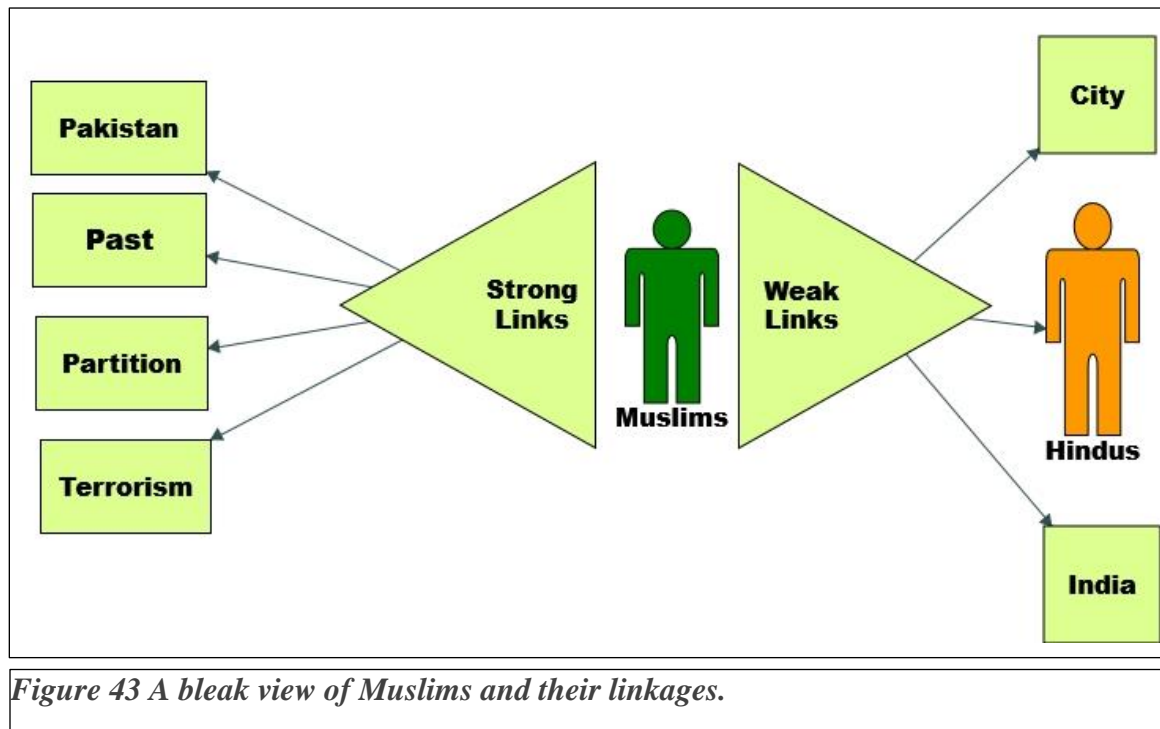 Pakistan
Past
Partition
Terrorism
Strong
Links
Muslims
Weak
Links
City
Hindus
India
Figure 43 A bleak view of Muslims and their linkages.